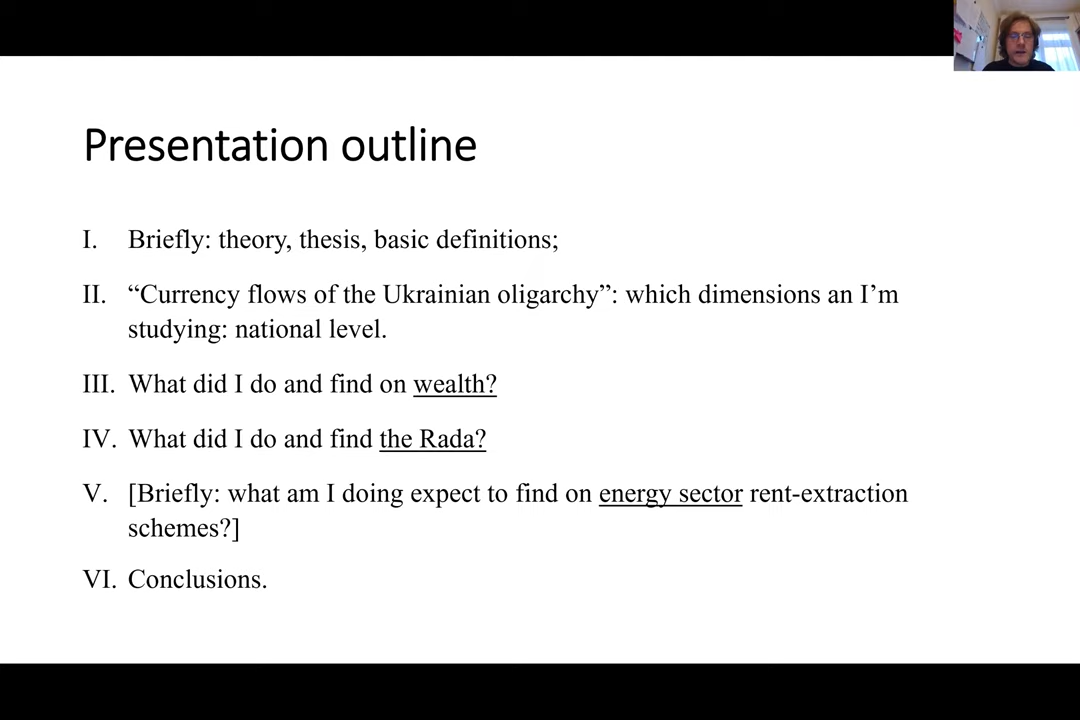 Presentation outline
I. Briefly: theory, thesis, basic definitions;
II. “Currency flows of the Ukrainian oligarchy”: which dimensions an I’m
studying: national level.
III. What did I do and find on wealth?
IV. What did I do and find the Rada?
V. [Briefly: what am I doing expect to find on energy sector rent-extraction
schemes?]
VI. Conclusions.